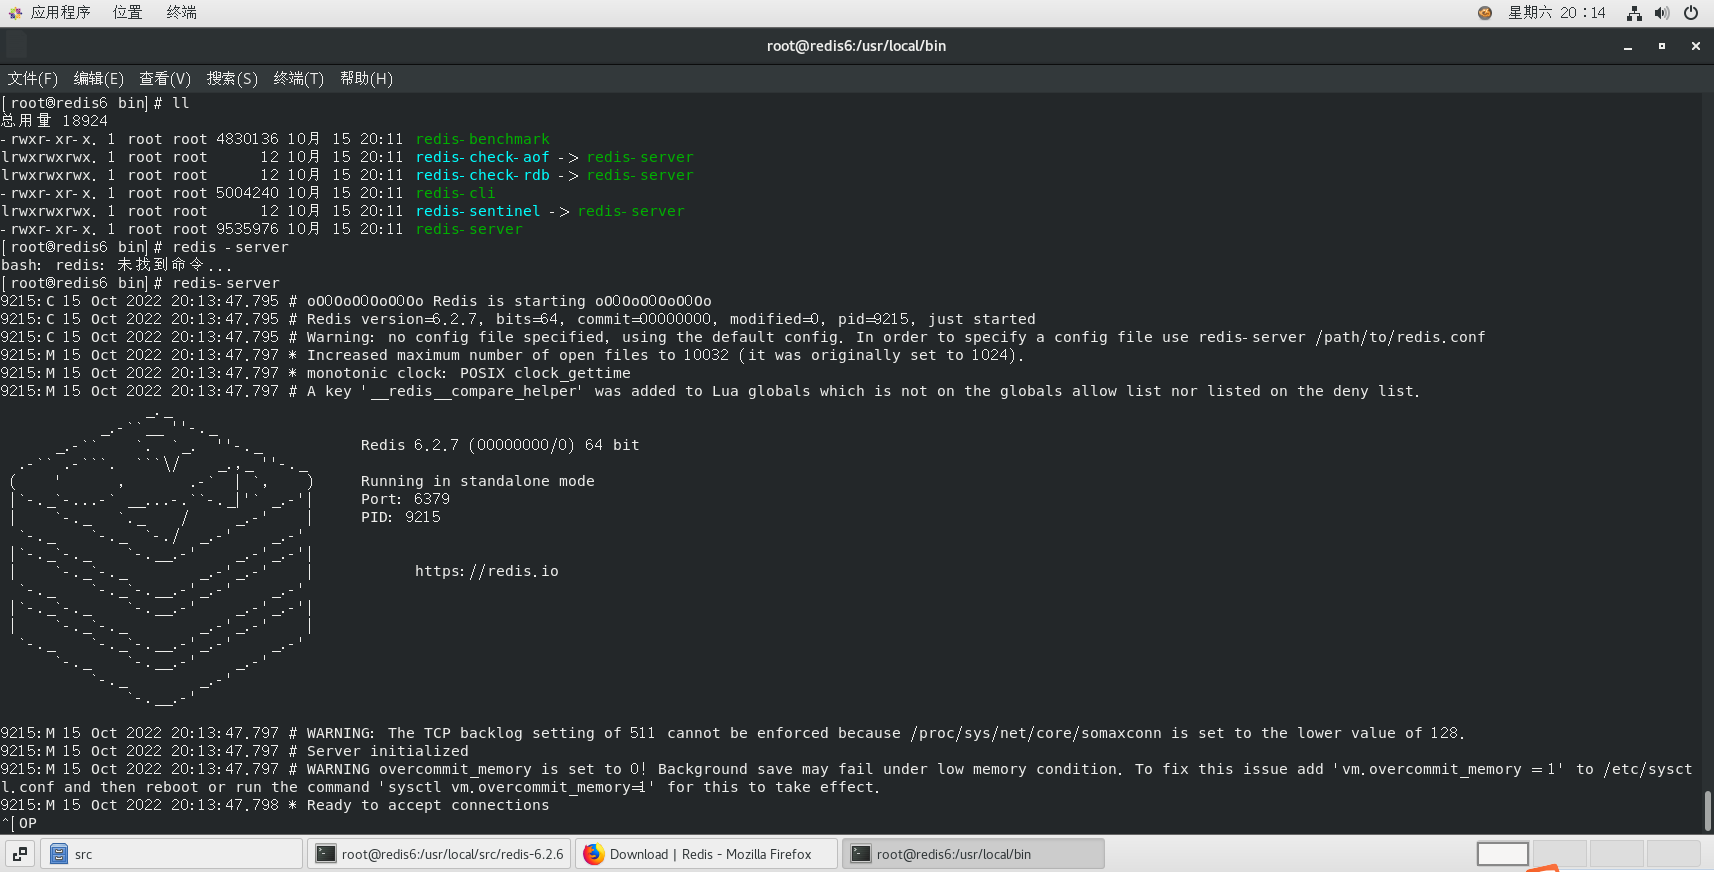 应用程序 位置 终端 星期六 20：14
root@redis6:/usr/local/bin
文件(F) 编辑(E) 查看(V) 搜索(S) 终端(T) 帮助(H)
[root@redis6 bin]# ll
总用量 18924
-rwxr-xr-x. 1 root root 4830136 10月 15 20:11 redis-benchmark
lrwxrwxrwx. 1 root root      12 10月 15 20:11 redis-check-aof -> redis-server
lrwxrwxrwx. 1 root root      12 10月 15 20:11 redis-check-rdb -> redis-server
-rwxr-xr-x. 1 root root 5004240 10月 15 20:11 redis-cli
lrwxrwxrwx. 1 root root      12 10月 15 20:11 redis-sentinel -> redis-server
-rwxr-xr-x. 1 root root 9535976 10月 15 20:11 redis-server
[root@redis6 bin]# redis -server
bash: redis: 未找到命令...
[root@redis6 bin]# redis-server
9215:C 15 Oct 2022 20:13:47.795 # oO0OoO0OoO0Oo Redis is starting oO0OoO0OoO0Oo
9215:C 15 Oct 2022 20:13:47.795 # Redis version=6.2.7, bits=64, commit=00000000, modified=0, pid=9215, just started
9215:C 15 Oct 2022 20:13:47.795 # Warning: no config file specified, using the default config. In order to specify a config file use redis-server /path/to/redis.conf
9215:M 15 Oct 2022 20:13:47.797 * Increased maximum number of open files to 10032 (it was originally set to 1024).
9215:M 15 Oct 2022 20:13:47.797 * monotonic clock: POSIX clock_gettime
9215:M 15 Oct 2022 20:13:47.797 # A key '__redis__compare_helper' was added to Lua globals which is not on the globals allow list nor listed on the deny list.
Redis 6.2.7 (00000000/0) 64 bit
Running in standalone mode
Port: 6379
PID: 9215
https://redis.io
9215:M 15 Oct 2022 20:13:47.797 # WARNING: The TCP backlog setting of 511 cannot be enforced because /proc/sys/net/core/somaxconn is set to the lower value of 128.
9215:M 15 Oct 2022 20:13:47.797 # Server initialized
9215:M 15 Oct 2022 20:13:47.797 # WARNING overcommit_memory is set to 0! Background save may fail under low memory condition. To fix this issue add 'vm.overcommit_memory = 1' to /etc/sysct
l.conf and then reboot or run the command 'sysctl vm.overcommit_memory=1' for this to take effect.
9215:M 15 Oct 2022 20:13:47.798 * Ready to accept connections
^[OP
src root@redis6:/usr/local/src/redis-6.2.6 Download | Redis - Mozilla Firefox root@redis6:/usr/local/bin